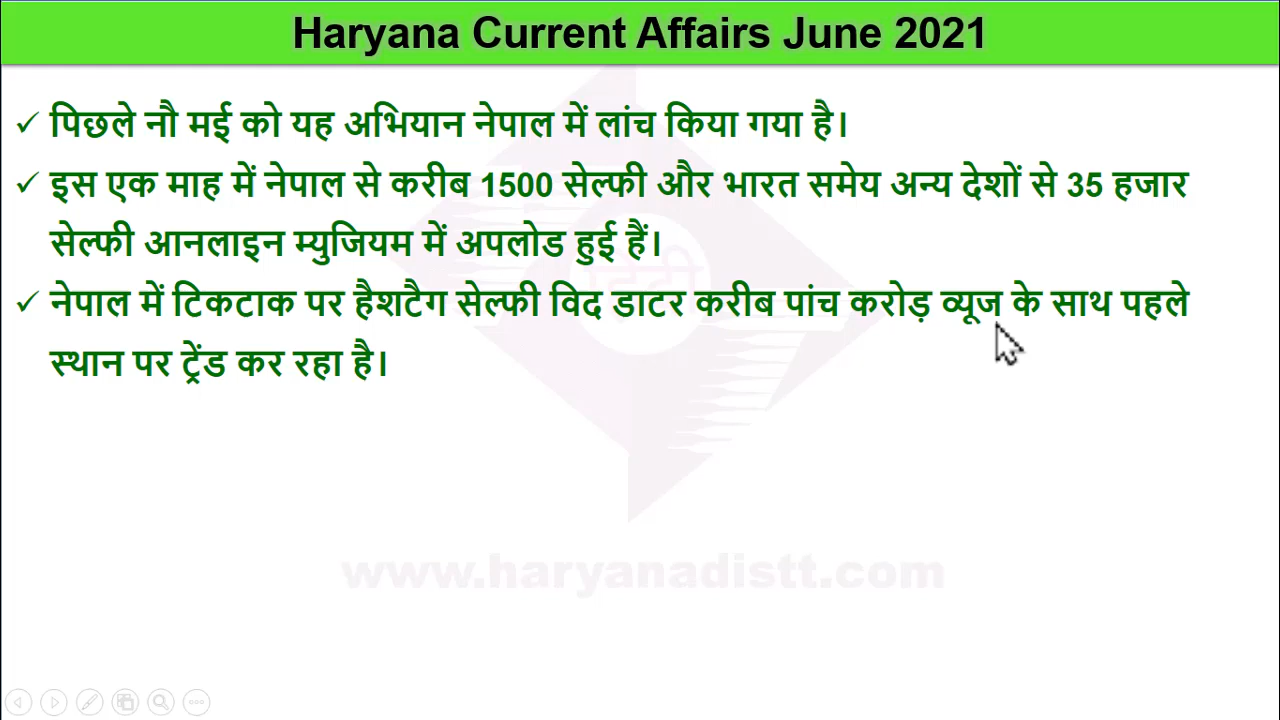 Haryana Current Affairs June 2021
✓ पिछले नौ मई को यह अभियान नेपाल में लांच किया गया है।
✓ इस एक माह में नेपाल से करीब 1500 सेल्फी और भारत समेय अन्य देशों से 35 हजार
सेल्फी आनलाइन म्युजियम में अपलोड हुई हैं।
✓ नेपाल में टिकटाक पर हैशटैग सेल्फी विद डाटर करीब पांच करोड़ व्यूज के साथ पहले
स्थान पर ट्रेंड कर रहा है।
हिंदी
www.haryanadistt.com